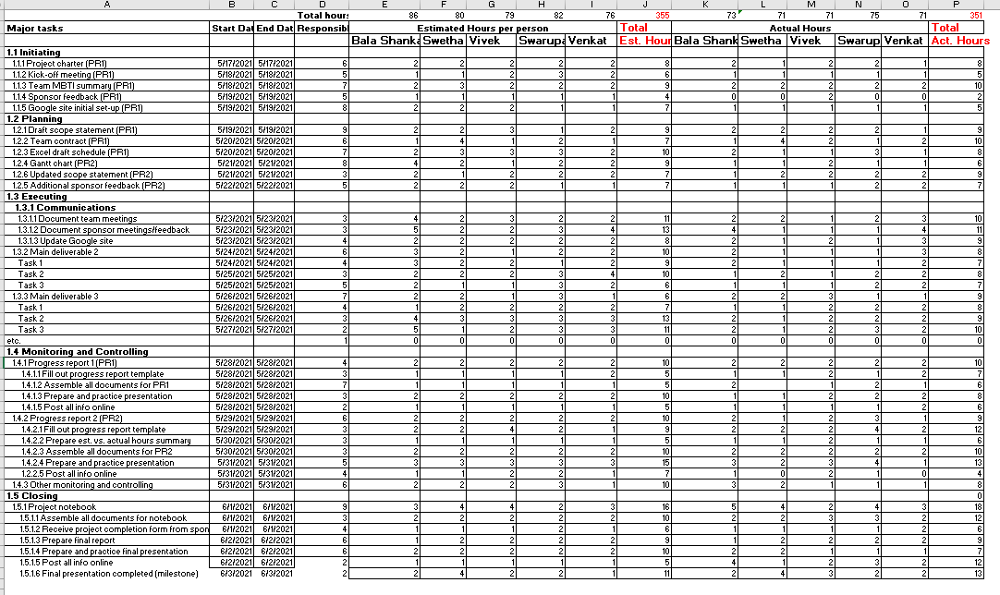 A B C D E F G H I J K L M N O P
Total hours 86 80 79 82 76 355 73 71 71 75 71 351
Major tasks Start Dat End Dat Responsibl Estimated Hours per person Total Actual Hours Total
Bala Shanka Swetha Vivek Swarupa Venkat Est. Hour Bala Shank Swetha Vivek Swarup Venkat Act. Hours
1.1 Initiating
1.1.1 Project charter (PR1) 5/17/2021 5/17/2021 6 2 2 2 1 1 8 2 1 2 2 1 8
1.1.2 Kick-off meeting (PR1) 5/18/2021 5/18/2021 5 1 1 2 3 2 6 1 1 1 1 1 5
1.1.3 Team MBTI summary (PR1) 5/18/2021 5/18/2021 7 2 3 2 2 2 9 2 2 2 2 2 10
1.1.4 Sponsor feedback (PR1) 5/19/2021 5/19/2021 5 1 1 1 1 1 4 0 0 2 0 0 2
1.1.5 Google site initial set-up (PR1) 5/19/2021 5/19/2021 8 2 2 2 1 1 7 1 1 1 1 1 5
1.2 Planning
1.2.1 Draft scope statement (PR1) 5/19/2021 5/19/2021 9 2 2 3 1 2 9 2 2 2 2 1 9
1.2.2 Team contract (PR1) 5/20/2021 5/20/2021 6 1 4 1 2 1 7 1 4 2 1 2 10
1.2.3 Excel draft schedule (PR1) 5/20/2021 5/20/2021 7 2 3 3 3 2 10 2 1 1 3 1 8
1.2.4 Gantt chart (PR2) 5/21/2021 5/21/2021 8 4 2 1 2 2 9 1 1 2 1 1 6
1.2.6 Updated scope statement (PR2) 5/21/2021 5/21/2021 3 2 1 2 2 2 7 1 2 2 2 2 9
1.2.5 Additional sponsor feedback (PR2) 5/22/2021 5/22/2021 5 2 2 2 1 1 7 1 1 1 2 2 7
1.3 Executing
1.3.1 Communications
1.3.1.1 Document team meetings 5/23/2021 5/23/2021 3 4 2 3 2 2 11 2 2 1 2 3 10
1.3.1.2 Document sponsor meetings/feedback 5/23/2021 5/23/2021 3 5 2 2 3 4 13 4 1 1 1 4 11
1.3.1.3 Update Google site 5/23/2021 5/23/2021 4 1 2 2 2 2 8 2 1 2 1 3 9
1.3.2 Main deliverable 2 5/24/2021 5/24/2021 6 3 2 1 2 2 10 2 1 1 1 3 8
Task 1 5/24/2021 5/24/2021 4 3 2 2 1 2 9 2 1 1 1 2 7
Task 2 5/25/2021 5/25/2021 3 2 2 2 3 4 10 1 2 1 2 2 8
Task 3 5/25/2021 5/25/2021 5 2 1 1 3 2 6 1 1 1 2 2 7
1.3.3 Main deliverable 3 5/26/2021 5/26/2021 7 2 2 1 3 1 6 2 2 3 1 1 9
Task 1 5/26/2021 5/26/2021 4 1 2 2 2 2 7 1 1 2 2 2 8
Task 2 5/26/2021 5/26/2021 3 4 3 3 3 3 13 2 1 2 2 2 9
Task 3 5/27/2021 5/27/2021 2 5 1 2 3 3 11 2 1 2 3 2 10
etc. 1 0 0 0 0 0 0 0 0 0 0 0 0
1.4 Monitoring and Controlling
1.4.1 Progress report 1 (PR1) 5/28/2021 5/28/2021 4 2 2 2 2 2 10 2 2 2 2 2 10
1.4.1.1 Fill out progress report template 5/28/2021 5/28/2021 3 1 1 1 1 2 5 1 1 2 1 2 7
1.4.1.2 Assemble all documents for PR1 5/28/2021 5/28/2021 7 1 1 1 1 1 5 2 1 2 1 6
1.4.1.3 Prepare and practice presentation 5/28/2021 5/28/2021 3 2 2 2 2 2 10 1 1 2 2 2 8
1.4.1.5 Post all info online 5/28/2021 5/28/2021 2 1 1 1 1 1 5 1 1 1 1 2 6
1.4.2 Progress report 2 (PR2) 5/29/2021 5/29/2021 6 2 2 2 2 2 10 2 1 2 3 1 9
1.4.2.1 Fill out progress report template 5/29/2021 5/29/2021 3 2 2 4 2 1 9 2 2 2 4 2 12
1.4.2.2 Prepare est. vs. actual hours summary 5/30/2021 5/30/2021 3 1 1 1 1 1 5 1 1 2 1 1 6
1.4.2.3 Assemble all documents for PR2 5/30/2021 5/30/2021 3 2 2 2 2 2 10 2 2 2 2 2 10
1.4.2.4 Prepare and practice presentation 5/31/2021 5/31/2021 5 3 3 3 3 3 15 3 2 3 4 1 13
1.2.2.5 Post all info online 5/31/2021 5/31/2021 4 1 1 2 2 2 7 1 0 2 1 0 4
1.4.3 Other monitoring and controlling 5/31/2021 5/31/2021 6 2 2 2 3 1 10 3 2 1 1 1 8
1.5 Closing 0
1.5.1 Project notebook 6/1/2021 6/1/2021 9 3 4 4 2 3 16 5 4 2 4 3 18
1.5.1.1 Assemble all documents for notebook 6/1/2021 6/1/2021 3 2 2 2 2 2 10 2 2 3 3 2 12
1.5.1.2 Receive project completion form from spon 6/1/2021 6/1/2021 4 1 1 1 2 1 6 1 1 1 2 2 6
1.5.1.3 Prepare final report 6/2/2021 6/2/2021 6 1 2 2 2 2 9 1 2 2 2 2 9
1.5.1.4 Prepare and practice final presentation 6/2/2021 6/2/2021 6 2 2 2 2 2 10 2 2 1 1 1 7
1.5.1.5 Post all info online 6/2/2021 6/2/2021 2 1 1 1 1 1 5 4 1 2 3 2 12
1.5.1.6 Final presentation completed (milestone) 6/3/2021 6/3/2021 2 2 4 2 2 1 11 2 4 3 2 2 13